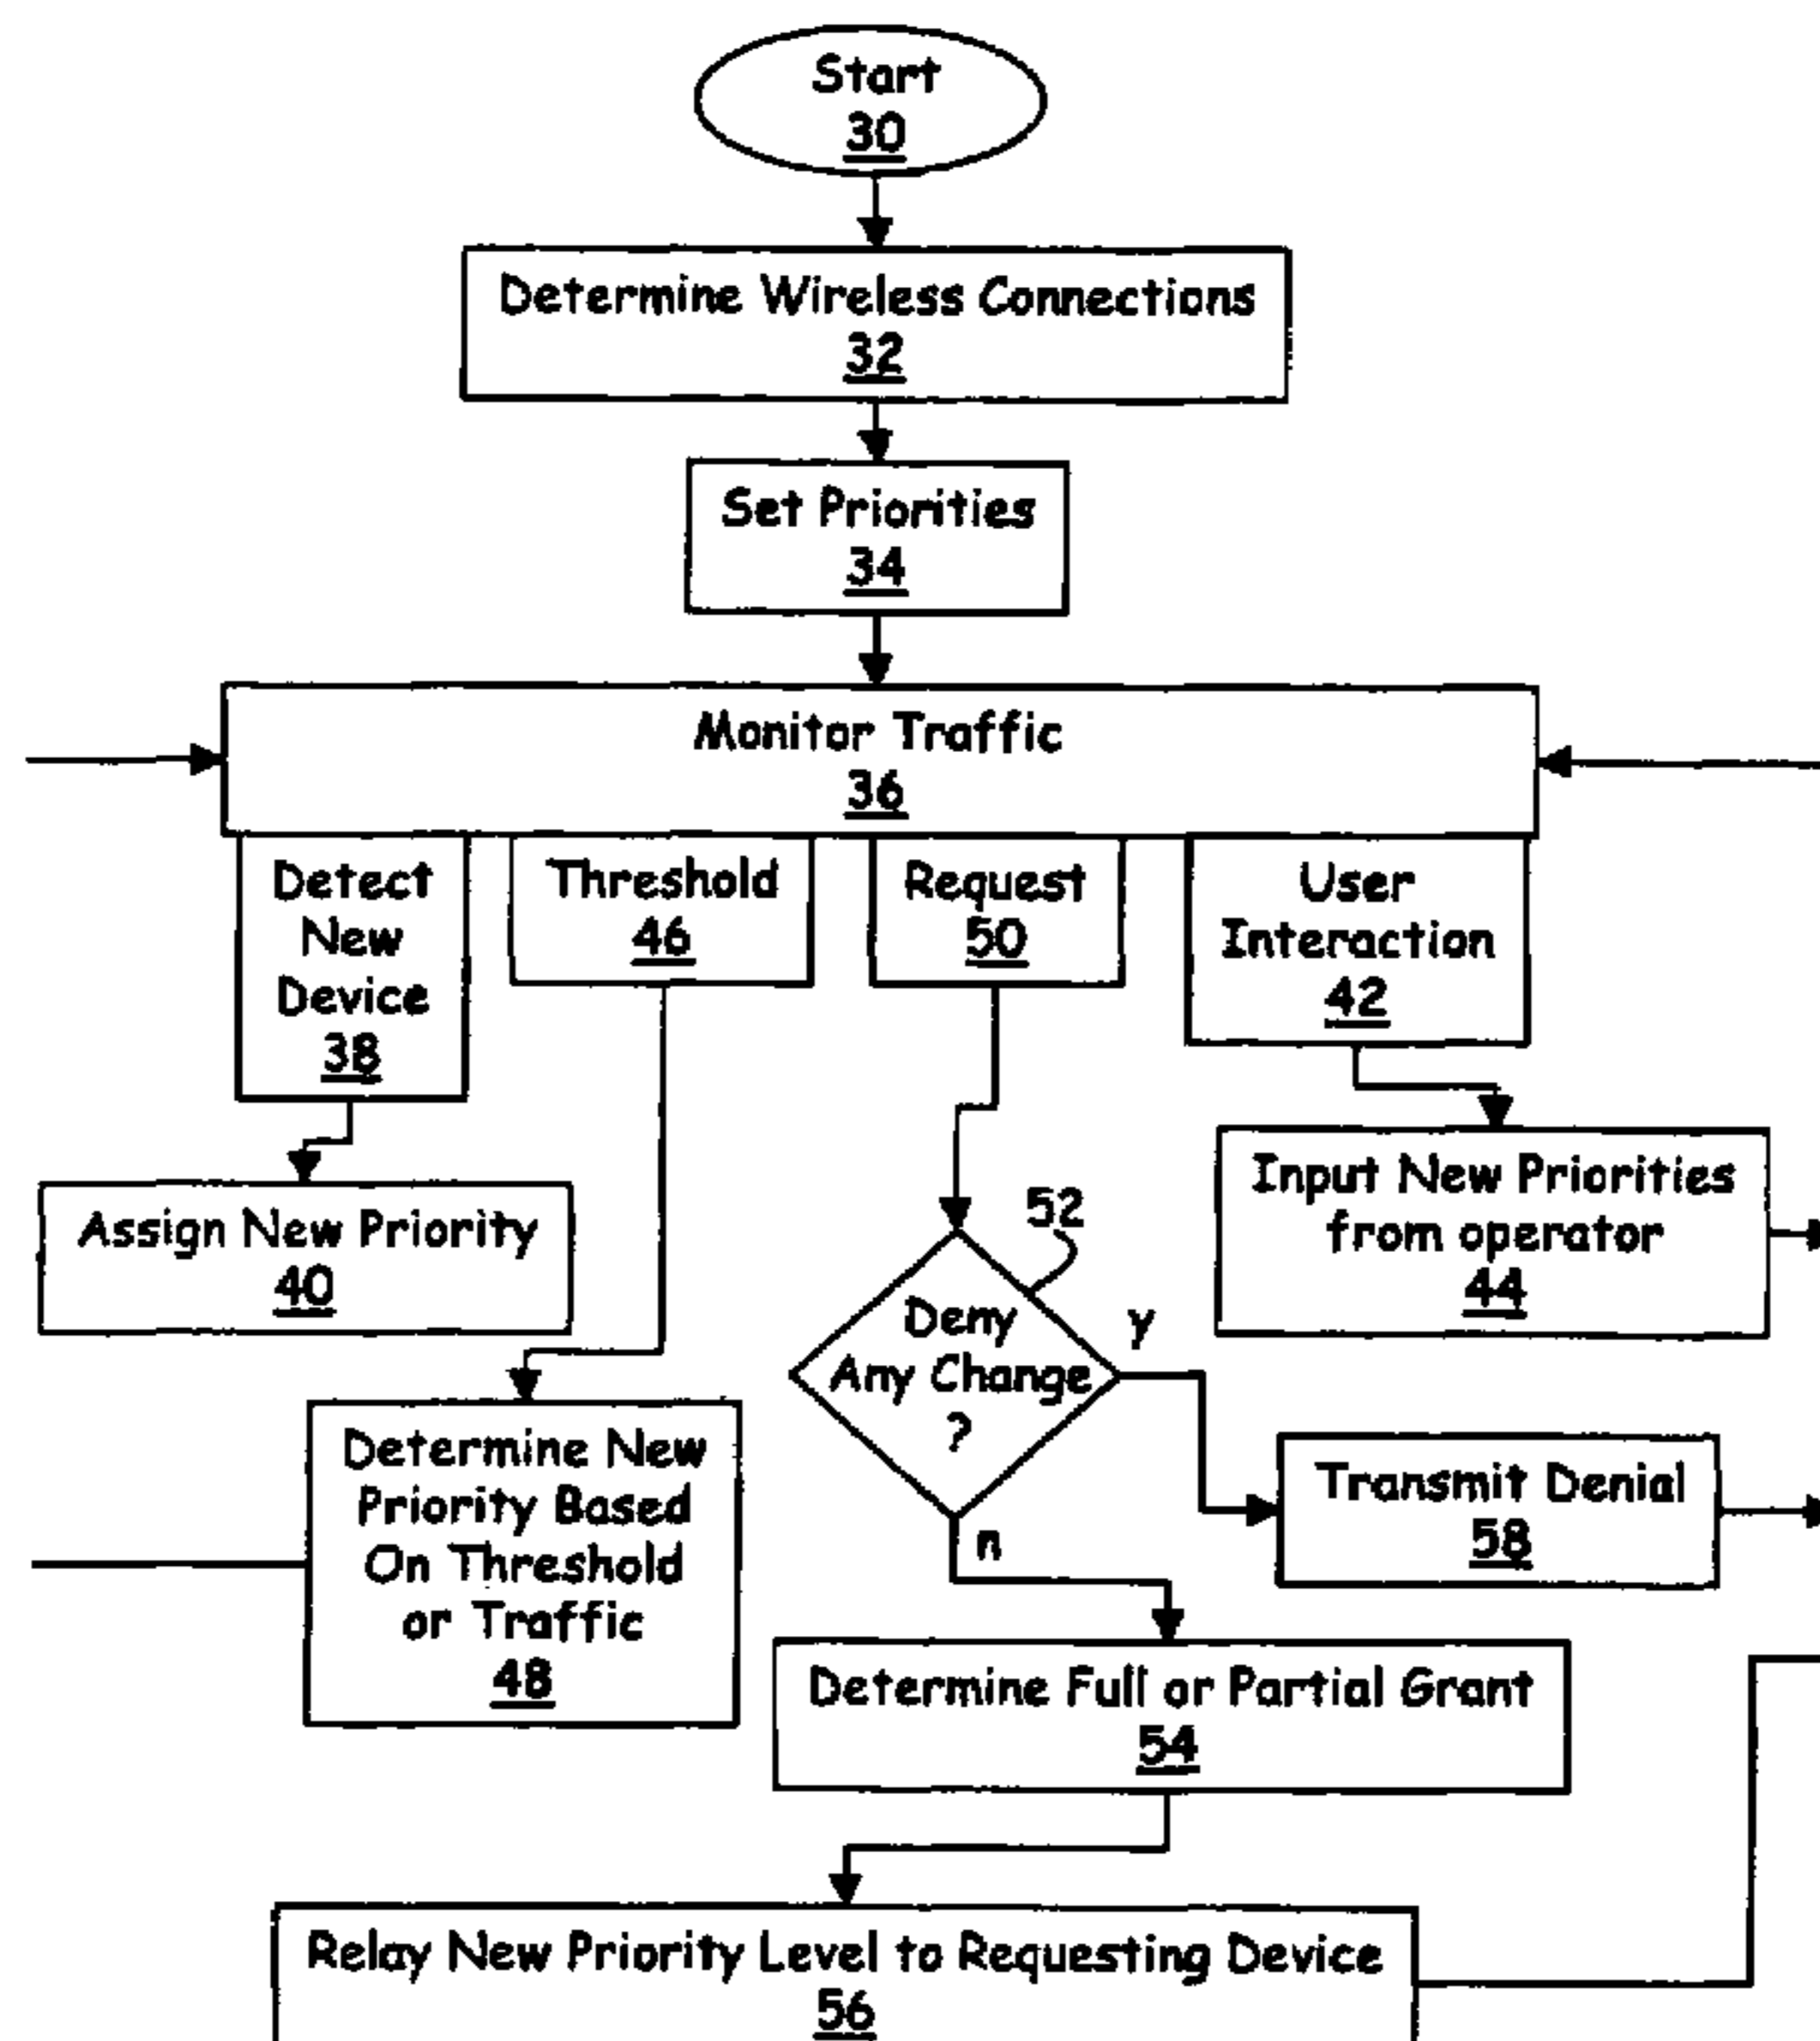 Start
30
Determine Wireless Connections
32
Set Priorities
34
Monitor Traffic
36
Detect
New
Device
38
Threshold
46
Request
50
User
Interaction
42
Assign New Priority
40
52
Input New Priorities
from operator
44
Deny
Any Change
?
y
n
Determine New
Priority Based
On Threshold
or Traffic
48
Transmit Denial
58
Determine Full or Partial Grant
54
Relay New Priority Level to Requesting Device
56